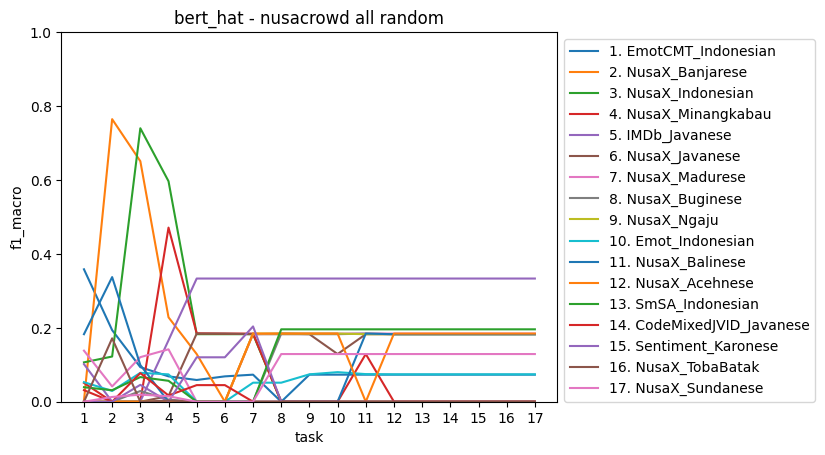 bert_hat - nusacrowd all random
1.0
0.8
0.6
0.4
0.2
0.0
f1_macro
1 2 3 4 5 6 7 8 9 10 11 12 13 14 15 16 17
task
1. EmotCMT_Indonesian
2. NusaX_Banjarese
3. NusaX_Indonesian
4. NusaX_Minangkabau
5. IMDb_Javanese
6. NusaX_Javanese
7. NusaX_Madurese
8. NusaX_Buginese
9. NusaX_Ngaju
10. Emot_Indonesian
11. NusaX_Balinese
12. NusaX_Acehnese
13. SmSA_Indonesian
14. CodeMixedJVID_Javanese
15. Sentiment_Karonese
16. NusaX_TobaBatak
17. NusaX_Sundanese